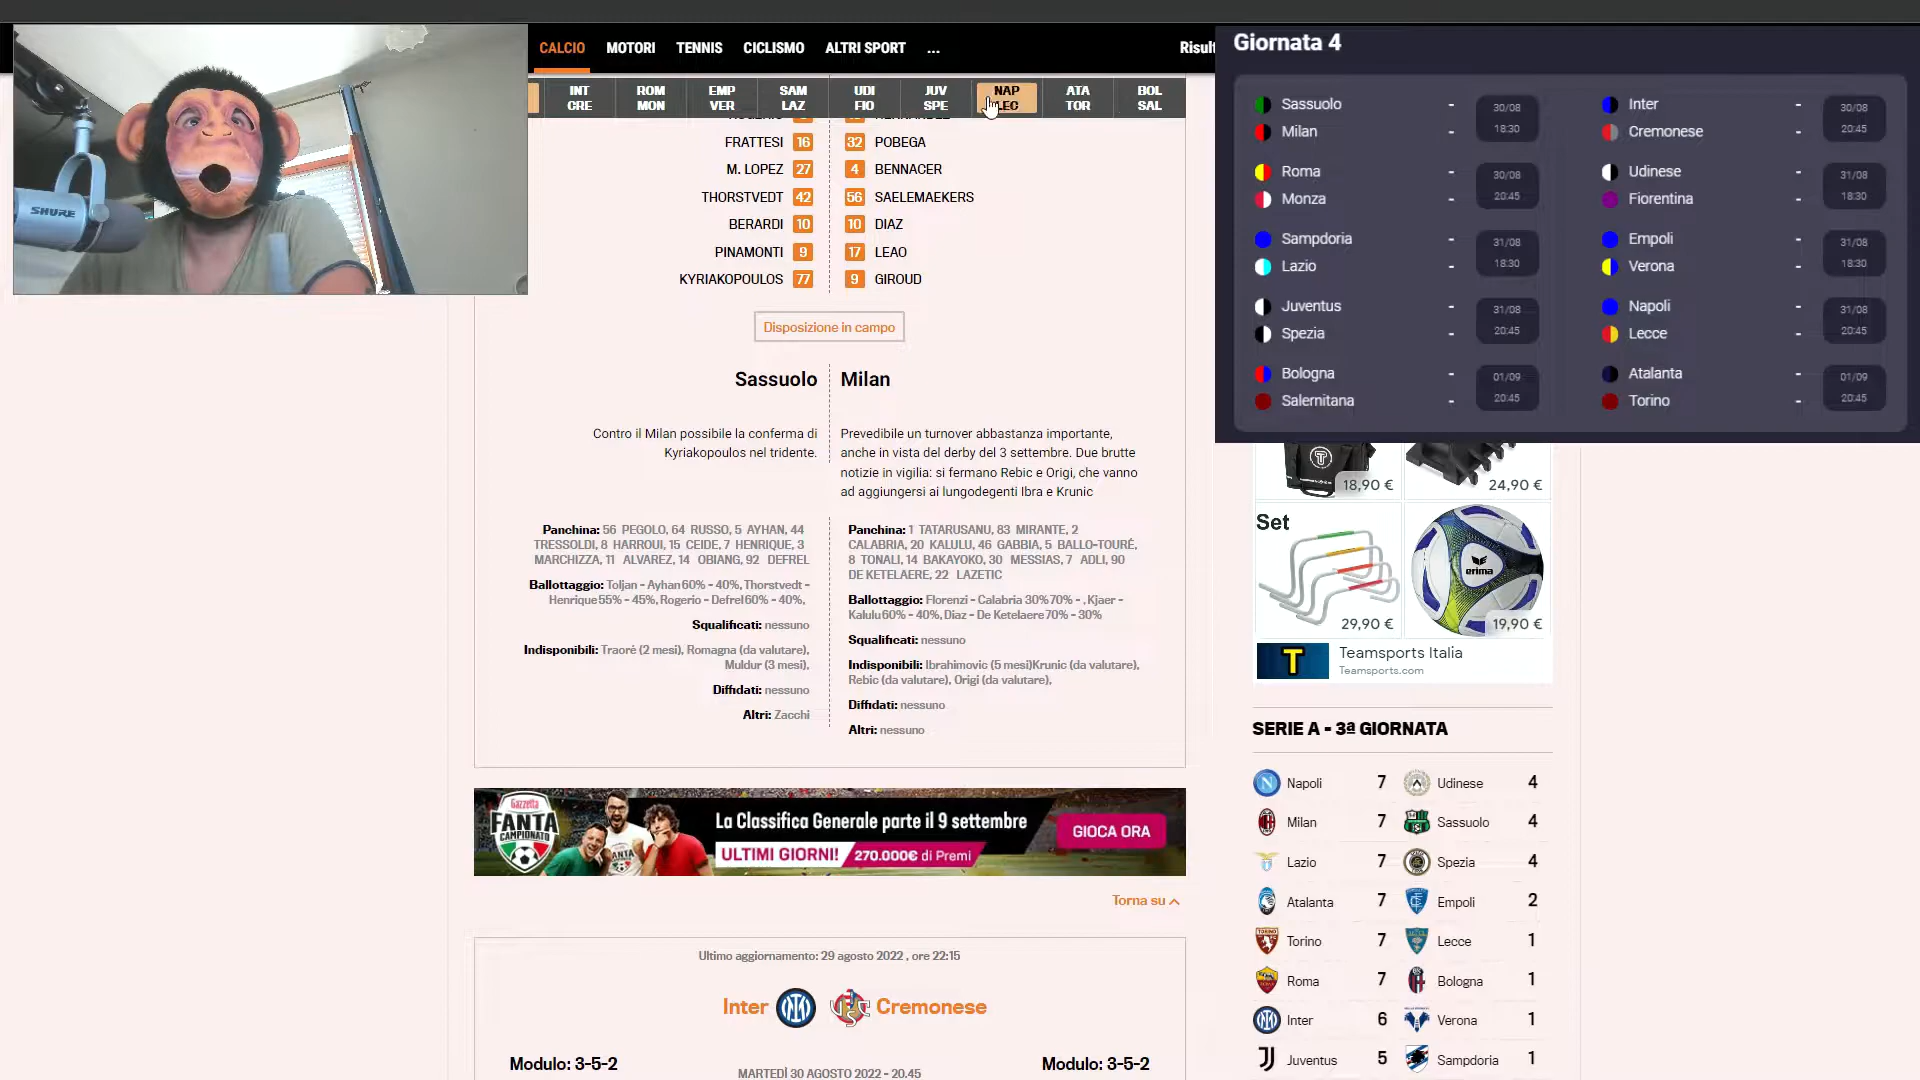 SHURE
CALCIO MOTORI TENNIS CICLISMO ALTRI SPORT ...
INT ROM EMP SAM UDI JUV NAP ATA BOL
CRE MON VER LAZ FIO SPE LEC TOR SAL
FRATTESI 16 32 POBEGA
M. LOPEZ 27 4 BENNACER
THORSTVEDT 42 56 SAELEMAEKERS
BERARDI 10 10 DIAZ
PINAMONTI 9 17 LEAO
KYRIAKOPOULOS 77 9 GIROUD
Disposizione in campo
Sassuolo Milan
Contro il Milan possibile la conferma di
Kyriakopoulos nel tridente.
Prevedibile un turnover abbastanza importante,
anche in vista del derby del 3 settembre. Due brutte
notizie in vigilia: si fermano Rebic e Origi, che vanno
ad aggiungersi ai lungodegenti Ibra e Krunic
Panchina: 56 PEGOLO, 64 RUSSO, 5 AYHAN, 44
TRESSOLDI, 8 HARROUI, 15 CEIDE, 7 HENRIQUE, 3
MARCHIZZA, 11 ALVAREZ, 14 OBIANG, 92 DEFREL
Ballottaggio: Toljan - Ayhan60% - 40%, Thorstvedt -
Henrique55% - 45%, Rogerio - Defrel60% - 40%,
Squalificati: nessuno
Indisponibili: Traorè (2 mesi), Romagna (da valutare),
Muldur (3 mesi),
Diffidati: nessuno
Altri: Zacchi
Panchina: 1 TATARUSANU, 83 MIRANTE, 2
CALABRIA, 20 KALULU, 46 GABBIA, 5 BALLO-TOURÉ,
8 TONALI, 14 BAKAYOKO, 30 MESSIAS, 7 ADLI, 90
DE KETELAERE, 22 LAZETIC
Ballottaggio: Florenzi - Calabria 30%70% - , Kjaer -
Kalulu60% - 40%, Diaz - De Ketelaere70% - 30%
Squalificati: nessuno
Indisponibili: Ibrahimovic (5 mesi)Krunic (da valutare),
Rebic (da valutare), Origi (da valutare),
Diffidati: nessuno
Altri: nessuno
Gazzetta
FANTA
CAMPIONATO
FANTA
La Classifica Generale parte il 9 settembre
ULTIMI GIORNI! 270.000€ di Premi
GIOCA ORA
Torna su
Ultimo aggiornamento: 29 agosto 2022 , ore 22:15
Inter Cremonese
Modulo: 3-5-2 Modulo: 3-5-2
MARTEDÌ 30 AGOSTO 2022 - 20.45
Giornata 4
Sassuolo - 30/08 Inter - 30/08
Milan - 18:30 Cremonese - 20:45
Roma - 30/08 Udinese - 31/08
Monza - 20:45 Fiorentina - 18:30
Sampdoria - 31/08 Empoli - 31/08
Lazio - 18:30 Verona - 20:45
Juventus - 31/08 Napoli - 31/08
Spezia - 20:45 Lecce - 20:45
Bologna - 01/09 Atalanta - 01/09
Salernitana - 20:45 Torino - 20:45
18,90 € 24,90 €
Set
erima
29,90 € 19,90 €
T
Teamsports Italia
Teamsports.com
SERIE A - 3ª GIORNATA
Napoli 7 Udinese 4
Milan 7 Sassuolo 4
Lazio 7 Spezia 4
Atalanta 7 Empoli 2
Torino 7 Lecce 1
Roma 7 Bologna 1
Inter 6 Verona 1
Juventus 5 Sampdoria 1